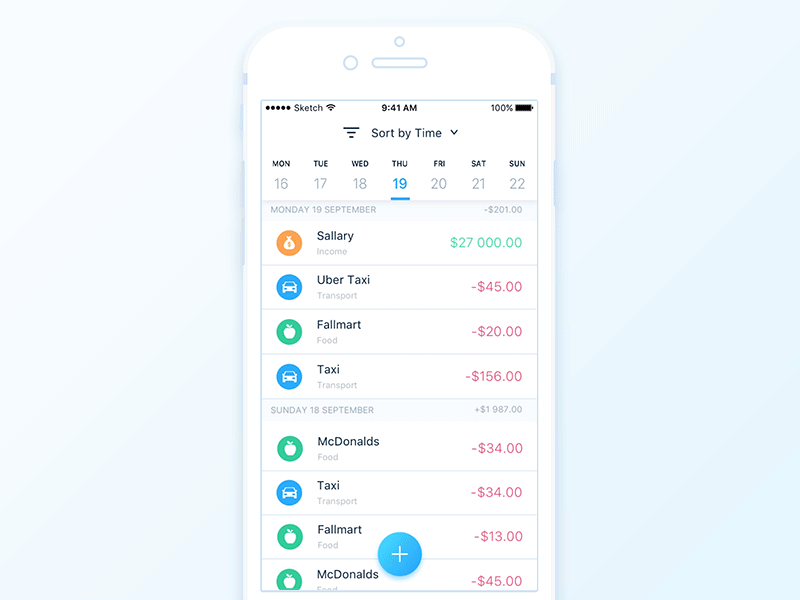 Sketch 9:41 AM 100%
Sort by Time
MON TUE WED THU FRI SAT SUN
16 17 18 19 20 21 22
MONDAY 19 SEPTEMBER -$201.00
Sallary $27 000.00
Income
Uber Taxi -$45.00
Transport
Fallmart -$20.00
Food
Taxi -$156.00
Transport
SUNDAY 18 SEPTEMBER +$1 987.00
McDonalds -$34.00
Food
Taxi -$34.00
Transport
Fallmart -$13.00
Food
McDonalds -$45.00
Food